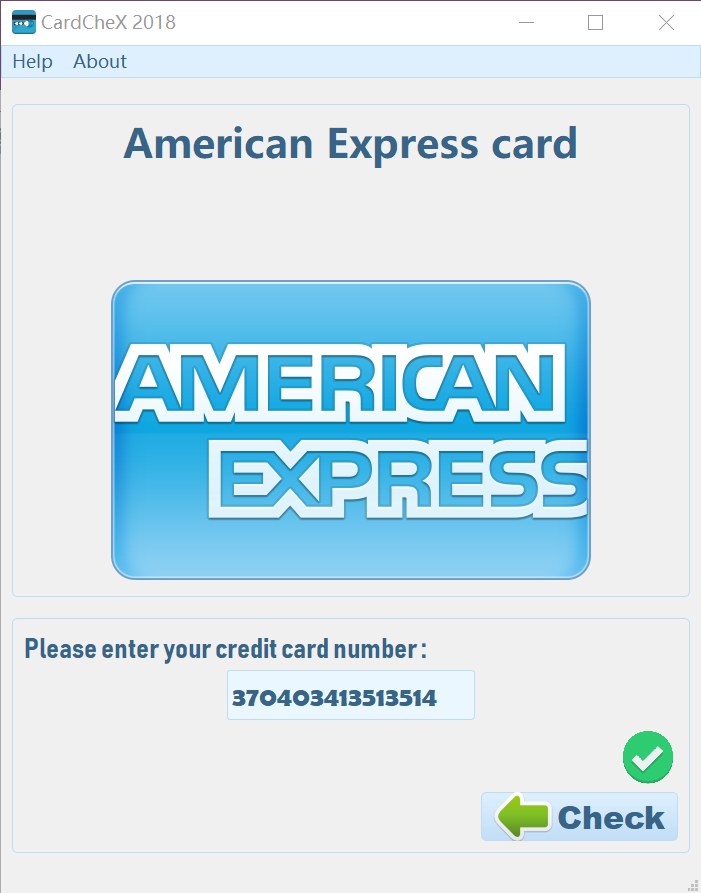 CardCheX 2018
Help About
American Express card
AMERICAN
EXPRESS
Please enter your credit card number :
370403413513514
Check